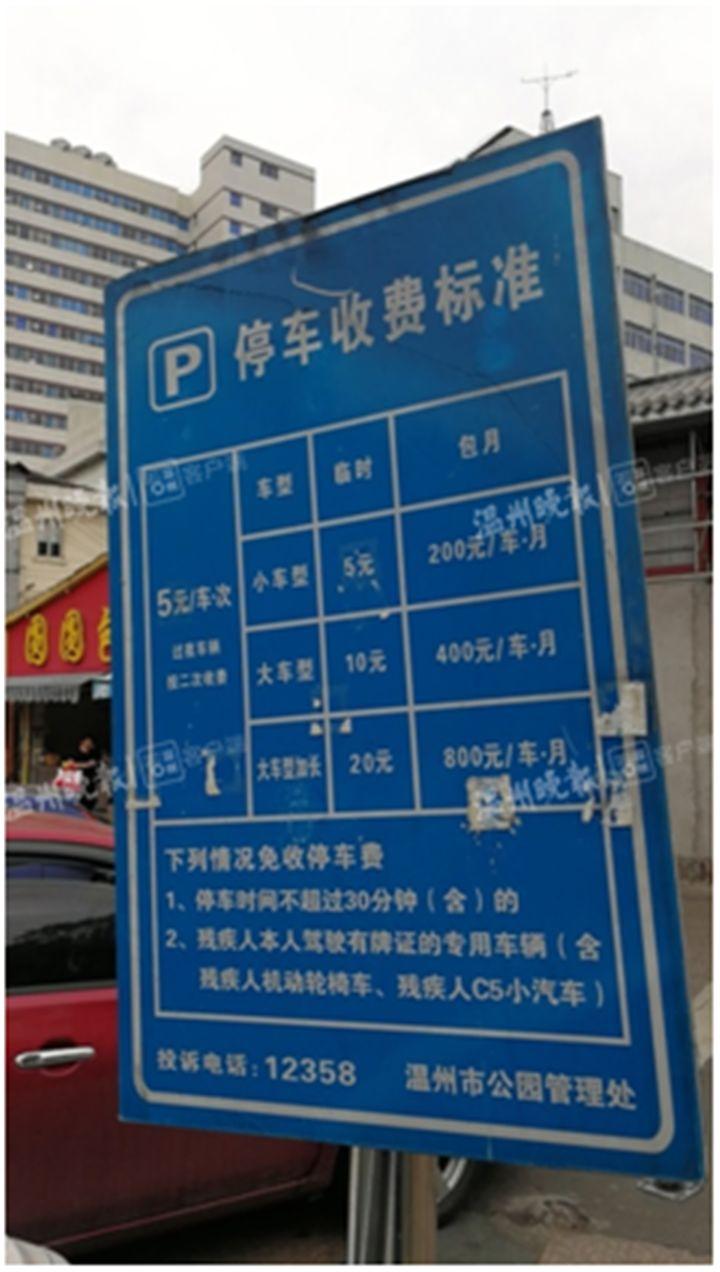 P 停车收费标准
车型 临时 包月
5元/车·次
过夜车辆
按二次收费
小车型 5元 200元/车·月
大车型 10元 400元/车·月
大车型加长 20元 800元/车·月
下列情况免收停车费
1、停车时间不超过30分钟（含）的
2、残疾人本人驾驶有牌证的专用车辆（含
残疾人机动轮椅车、残疾人C5小汽车）
投诉电话：12358 温州市公园管理处
温州晚报 客户端